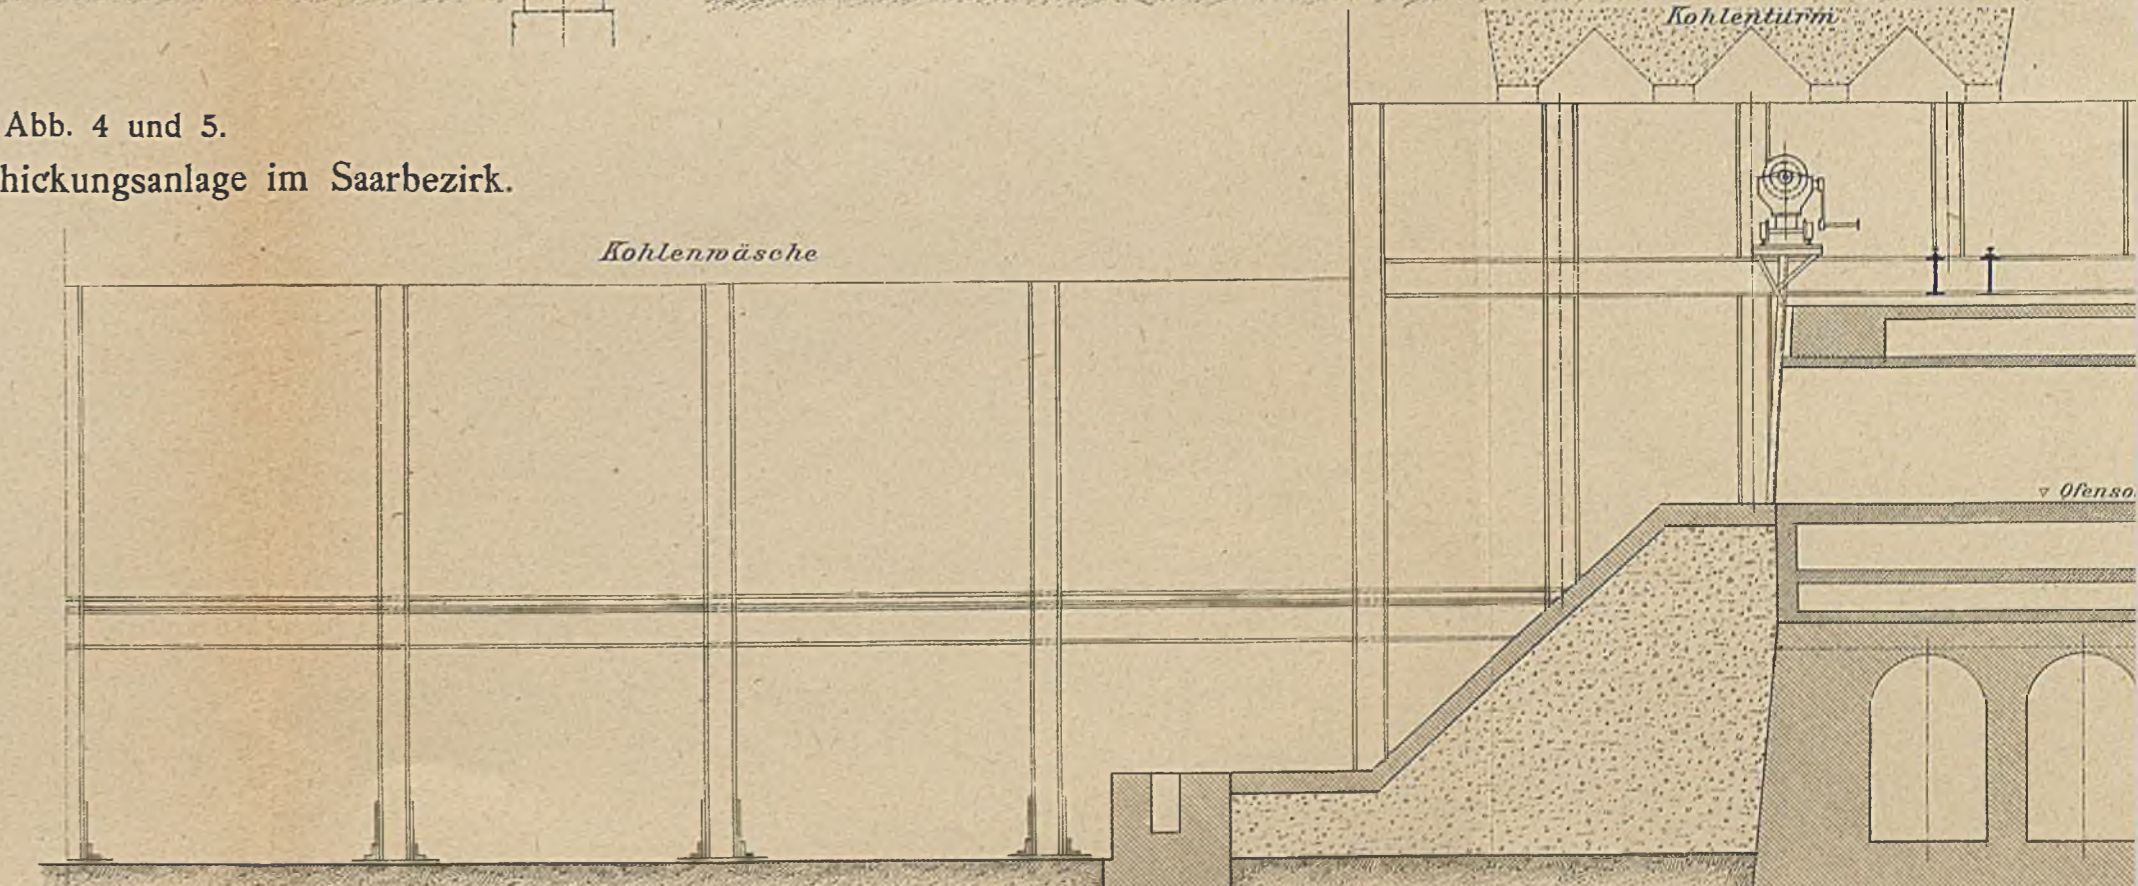 Kohlenturm
Abb. 4 und 5.
hickungsanlage im Saarbezirk.
Kohlenwäsche
▿ Ofenso